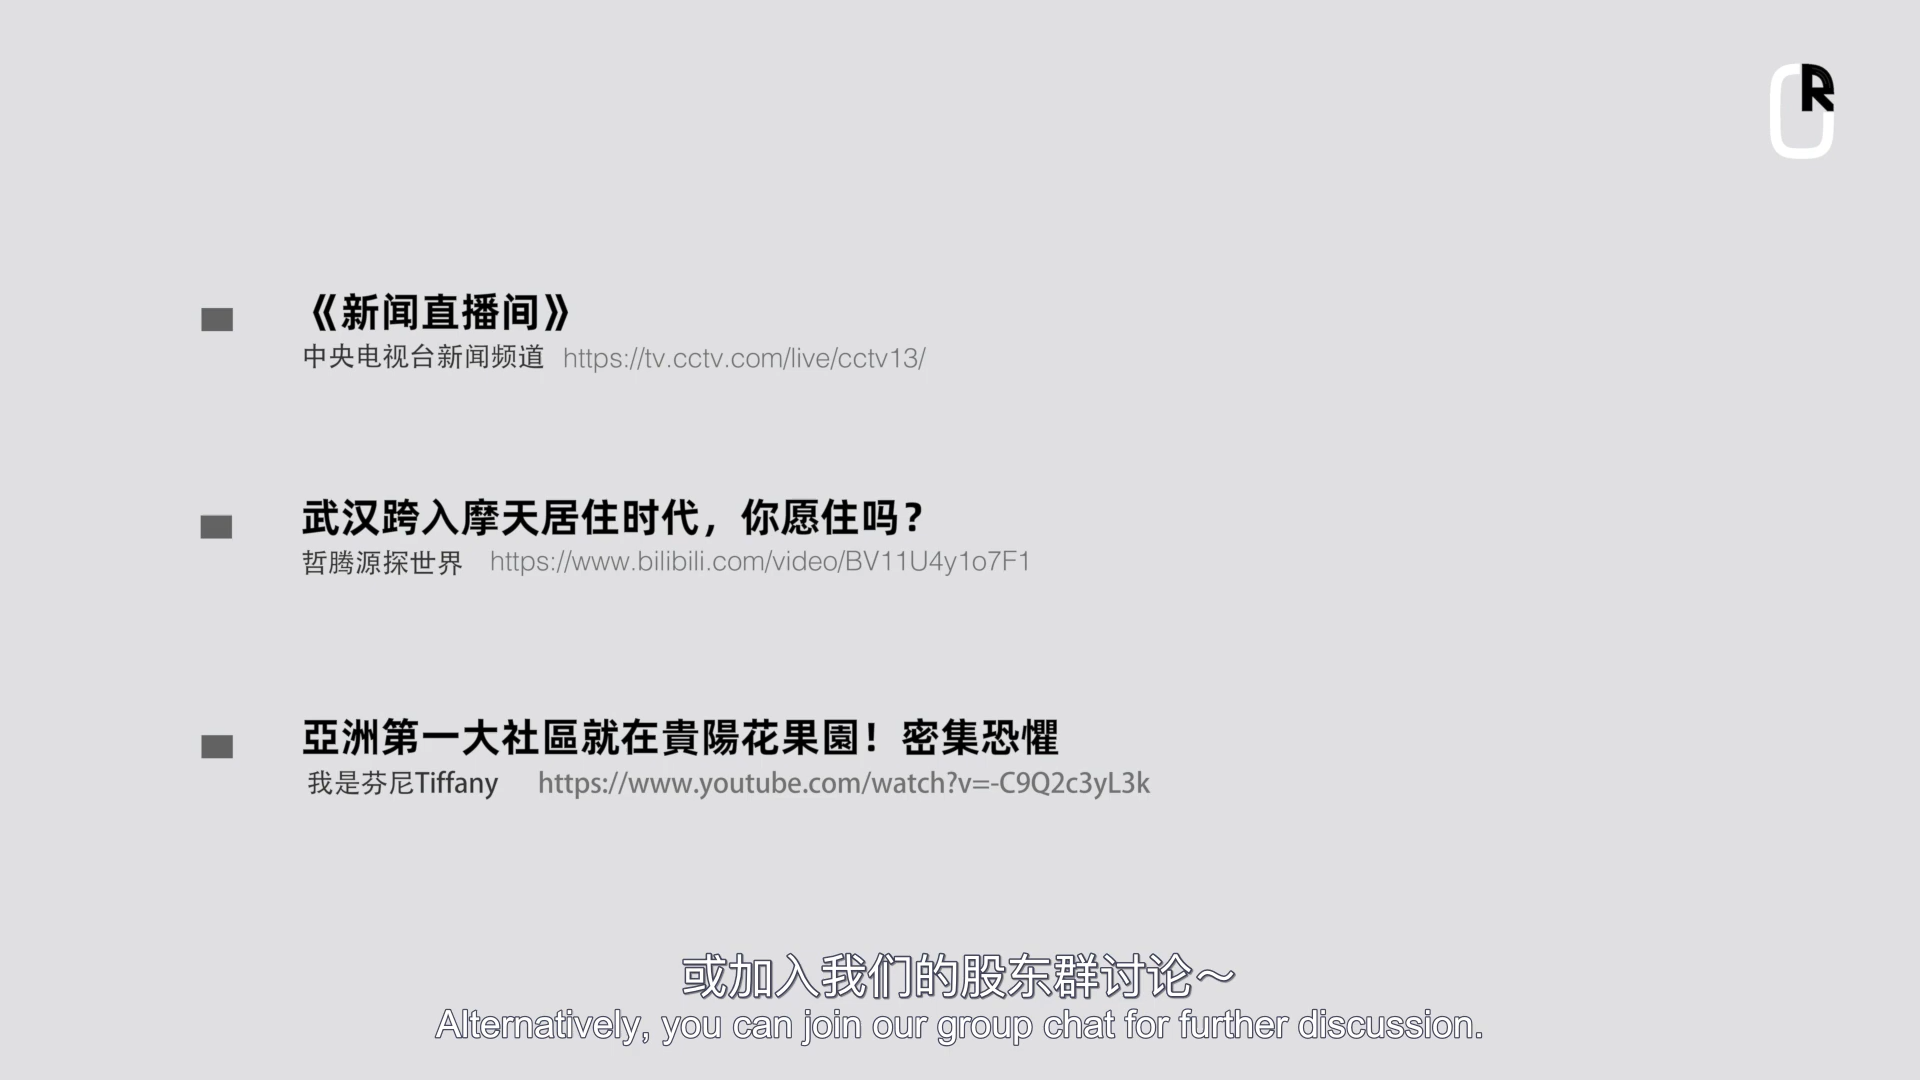 R
《新闻直播间》
中央电视台新闻频道 https://tv.cctv.com/live/cctv13/
武汉跨入摩天居住时代，你愿住吗？
哲腾源探世界 https://www.bilibili.com/video/BV11U4y1o7F1
亞洲第一大社區就在貴陽花果園！密集恐懼
我是芬尼Tiffany https://www.youtube.com/watch?v=-C9Q2c3yL3k
或加入我们的股东群讨论～
Alternatively, you can join our group chat for further discussion.